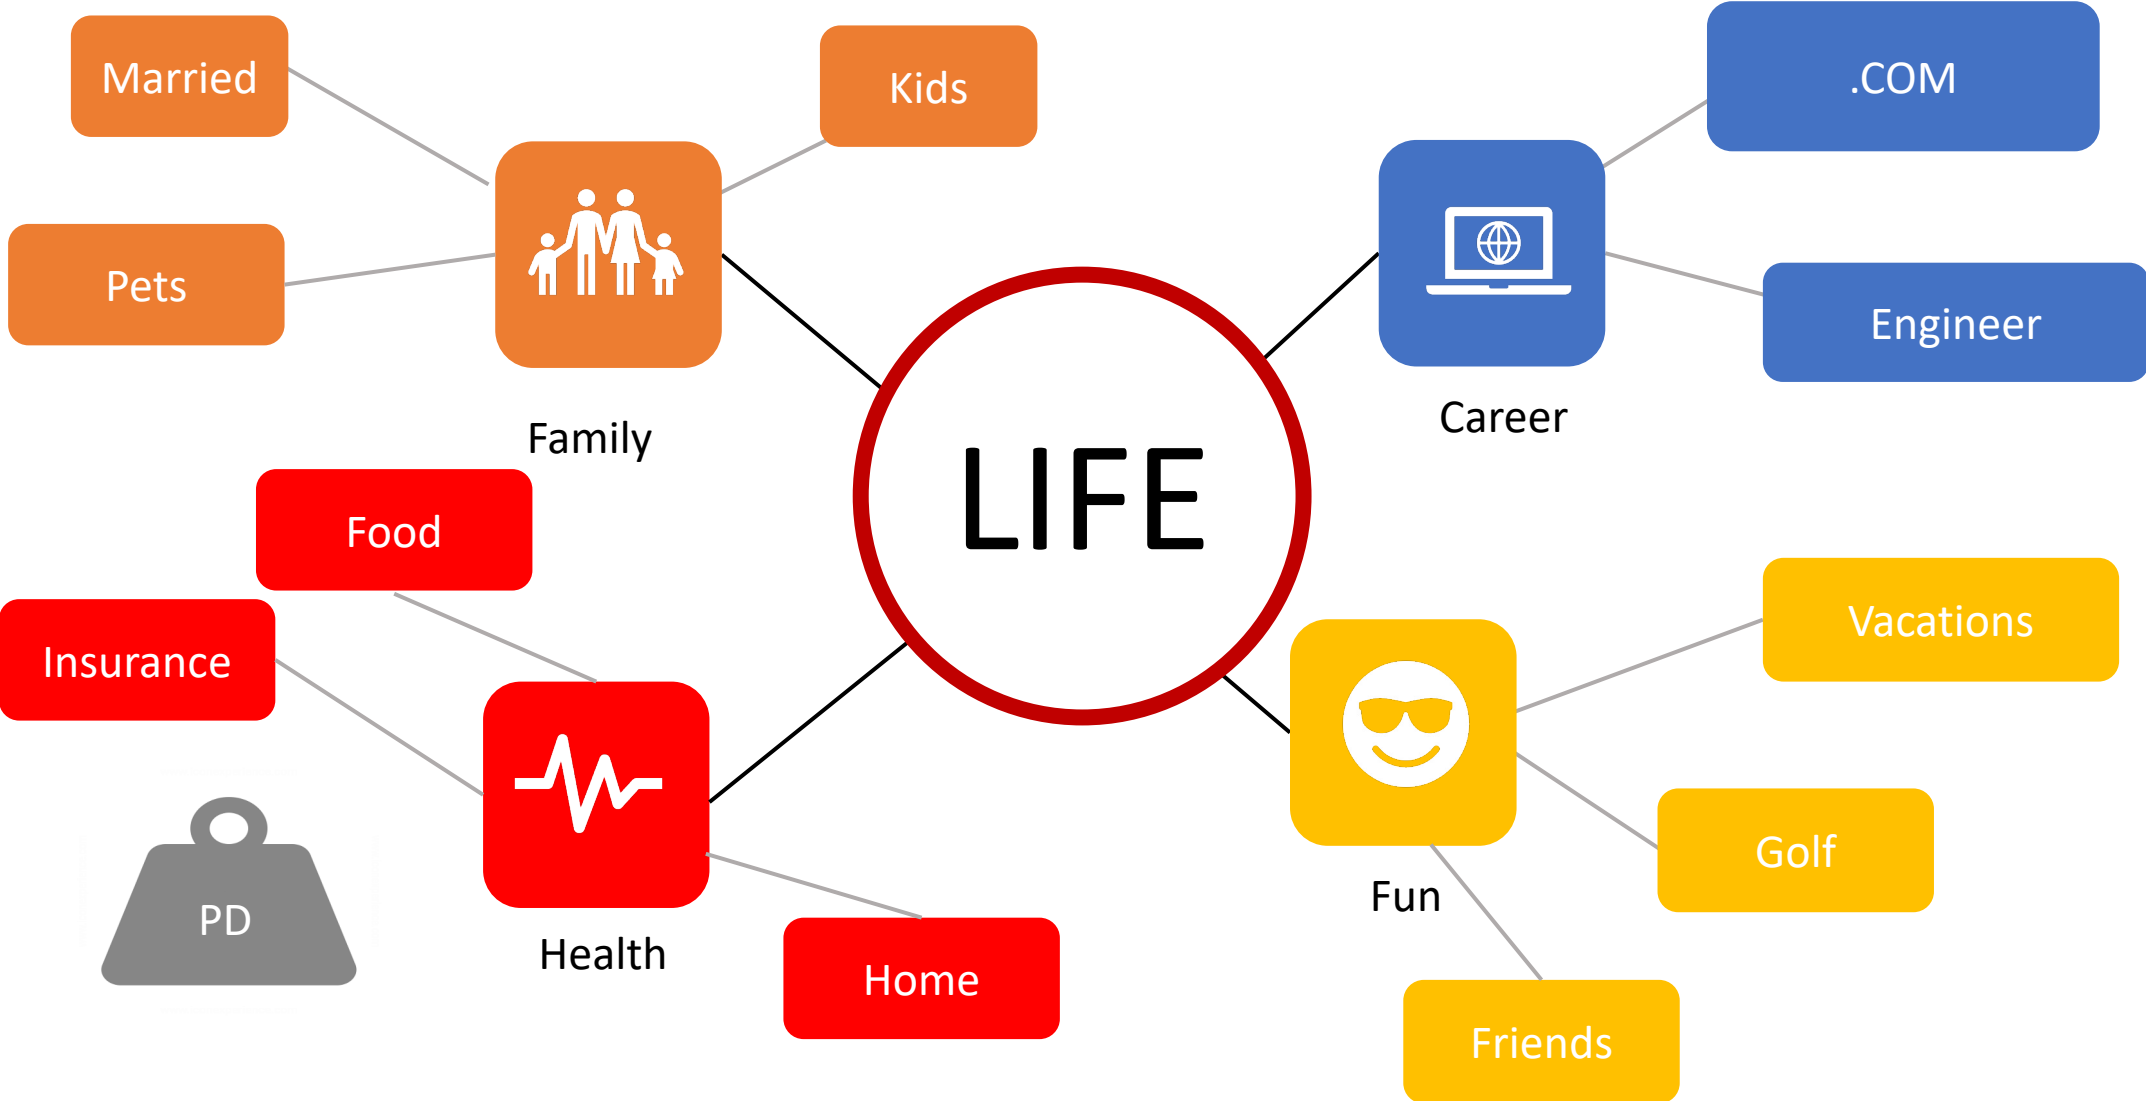 Married
Kids
.COM
Pets
Engineer
Family
Career
LIFE
Food
Insurance
Vacations
PD
Health
Home
Golf
Fun
Friends